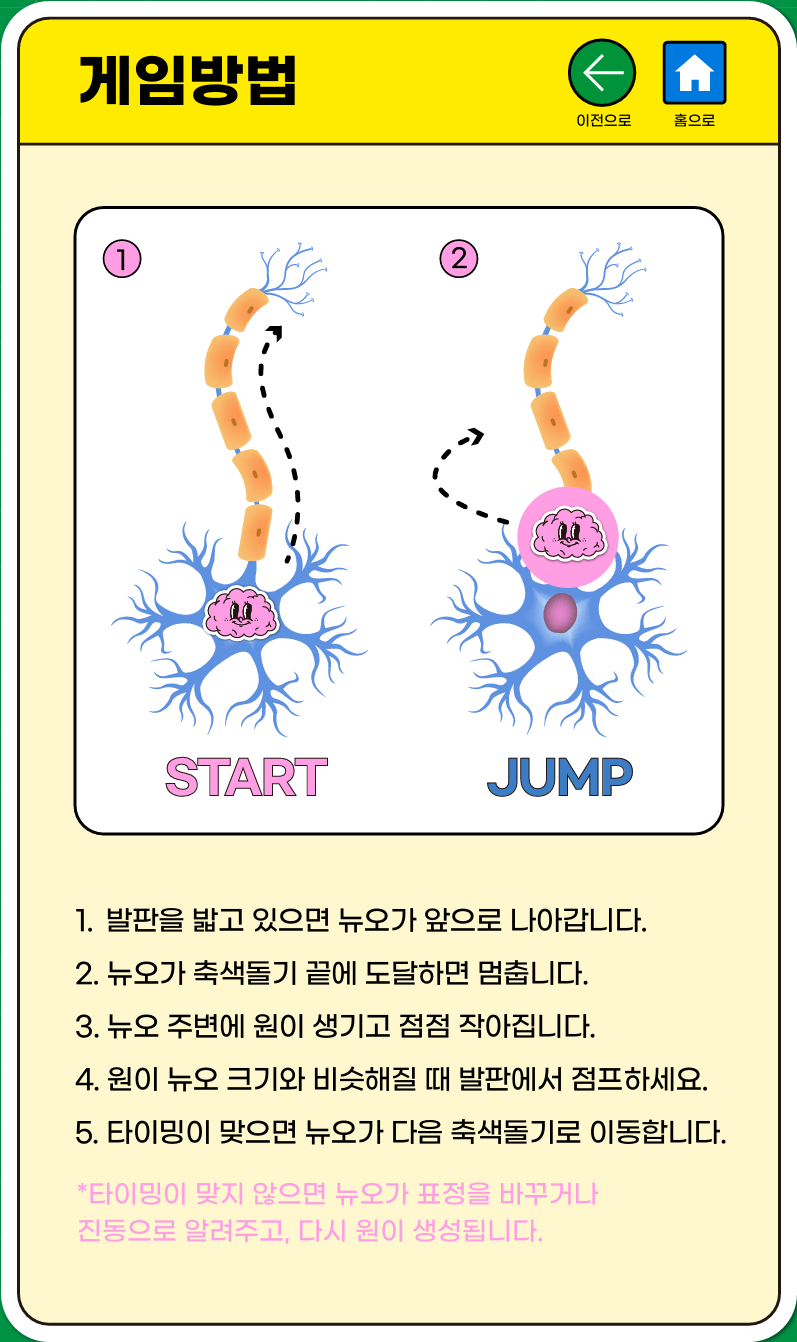 게임방법
이전으로
홈으로
1
2
START
JUMP
1. 발판을 밟고 있으면 뉴오가 앞으로 나아갑니다.
2. 뉴오가 축색돌기 끝에 도달하면 멈춥니다.
3. 뉴오 주변에 원이 생기고 점점 작아집니다.
4. 원이 뉴오 크기와 비슷해질 때 발판에서 점프하세요.
5. 타이밍이 맞으면 뉴오가 다음 축색돌기로 이동합니다.
*타이밍이 맞지 않으면 뉴오가 표정을 바꾸거나
진동으로 알려주고, 다시 원이 생성됩니다.